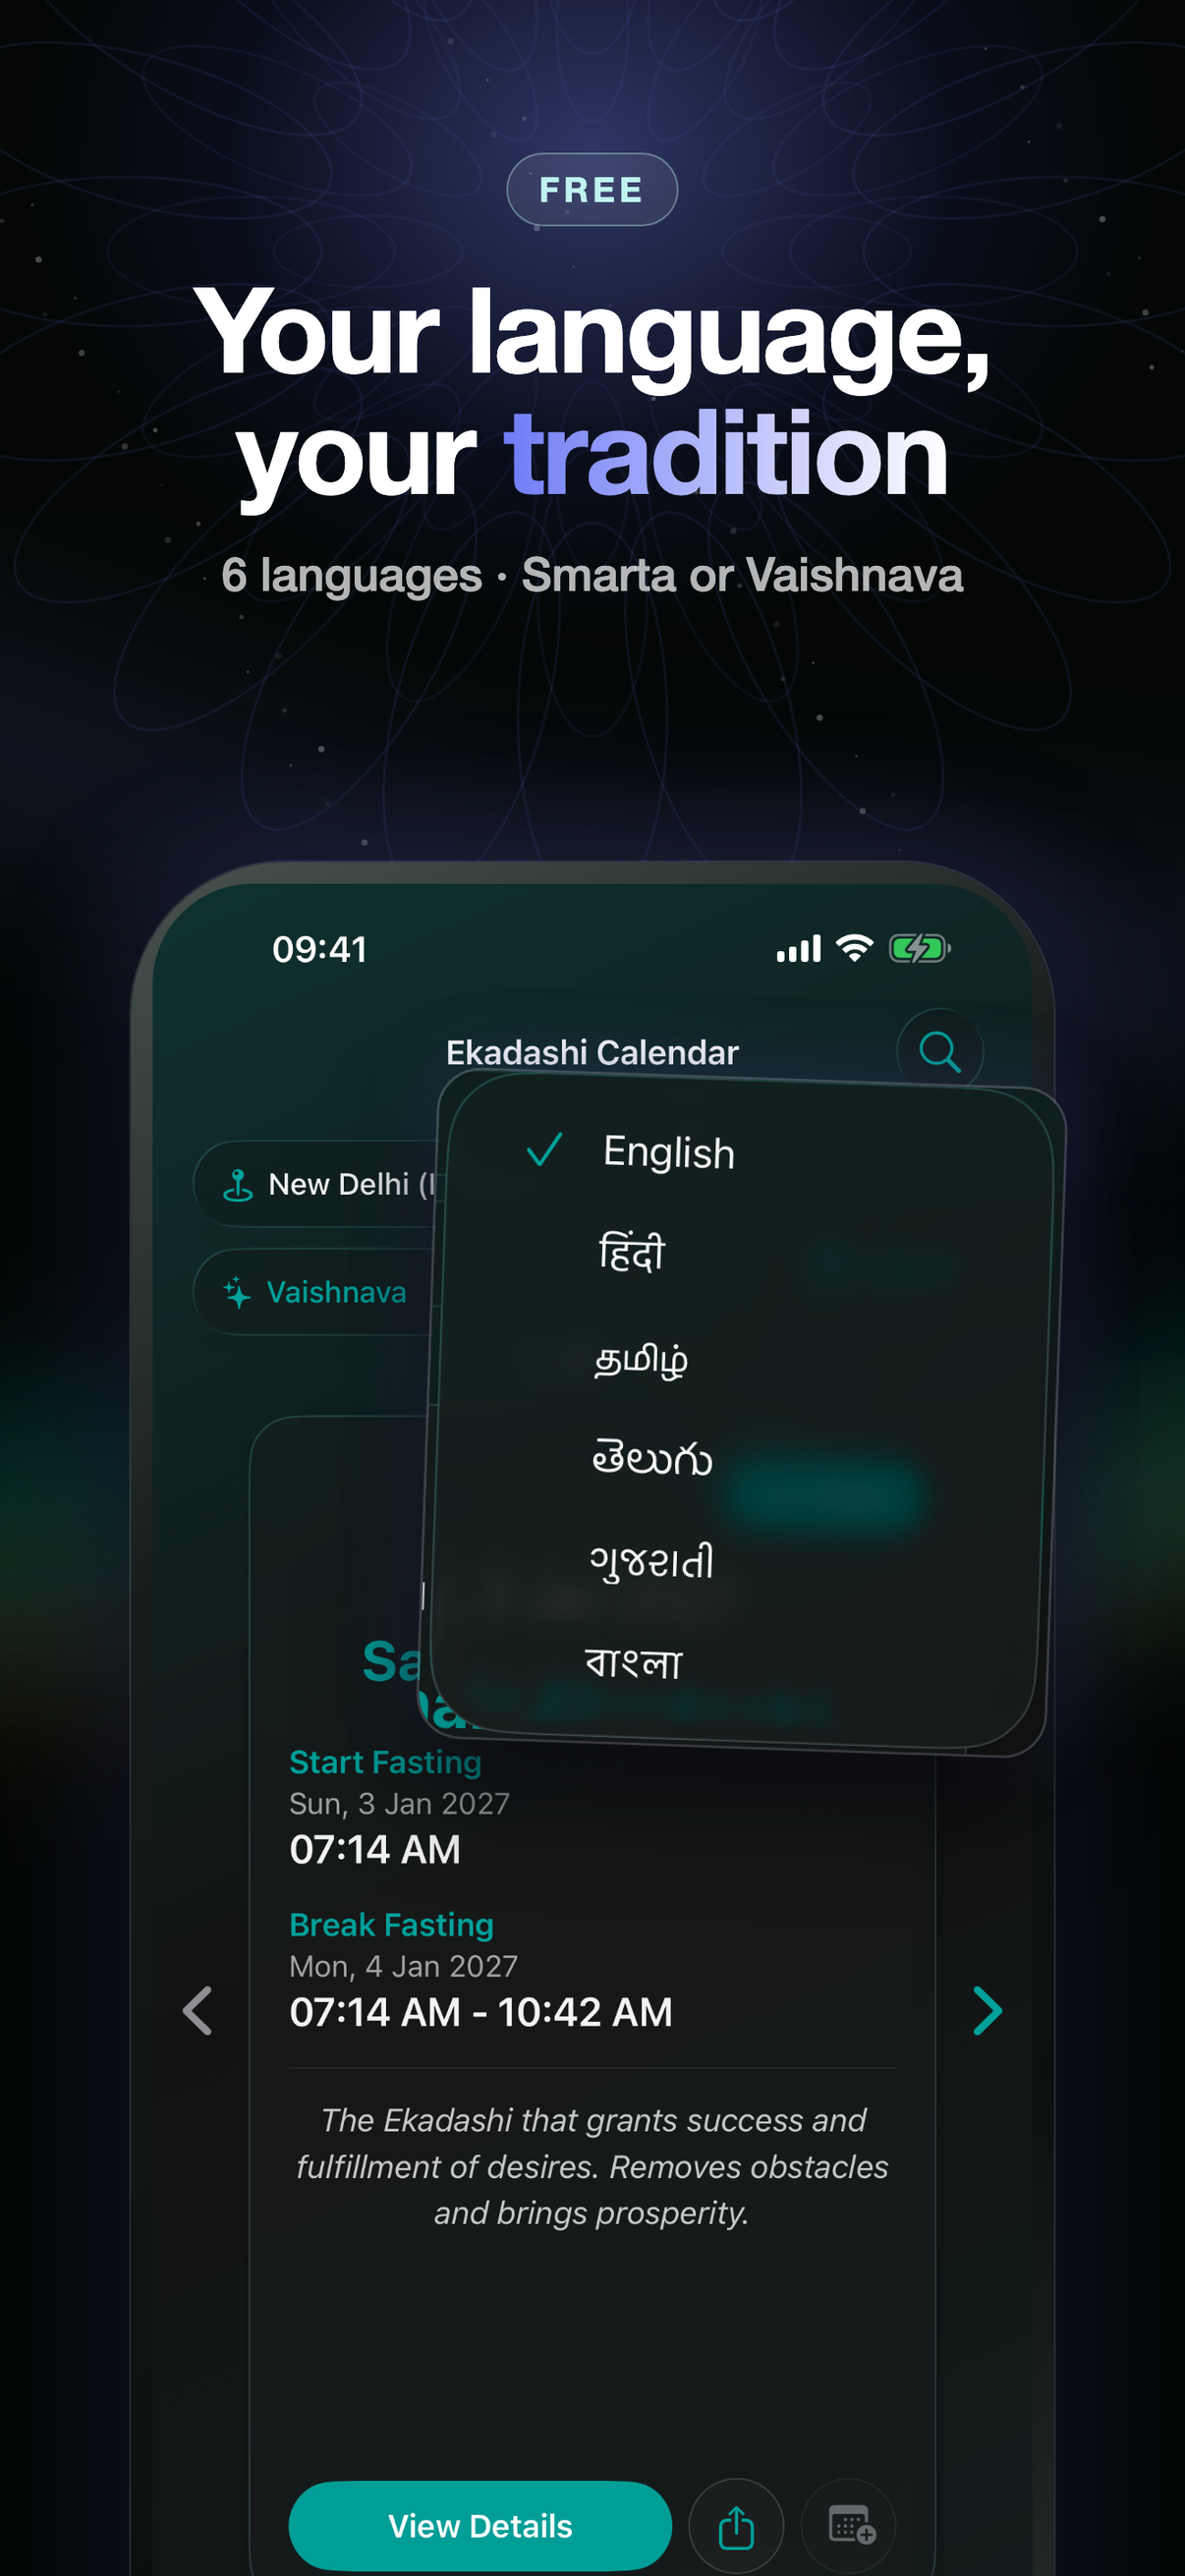 FREE
Your language,
your tradition
6 languages · Smarta or Vaishnava
09:41
Ekadashi Calendar
New Delhi
Vaishnava
English
हिंदी
தமிழ்
తెలుగు
ગુજરાતી
বাংলা
Start Fasting
Sun, 3 Jan 2027
07:14 AM
Break Fasting
Mon, 4 Jan 2027
07:14 AM - 10:42 AM
The Ekadashi that grants success and
fulfillment of desires. Removes obstacles
and brings prosperity.
View Details